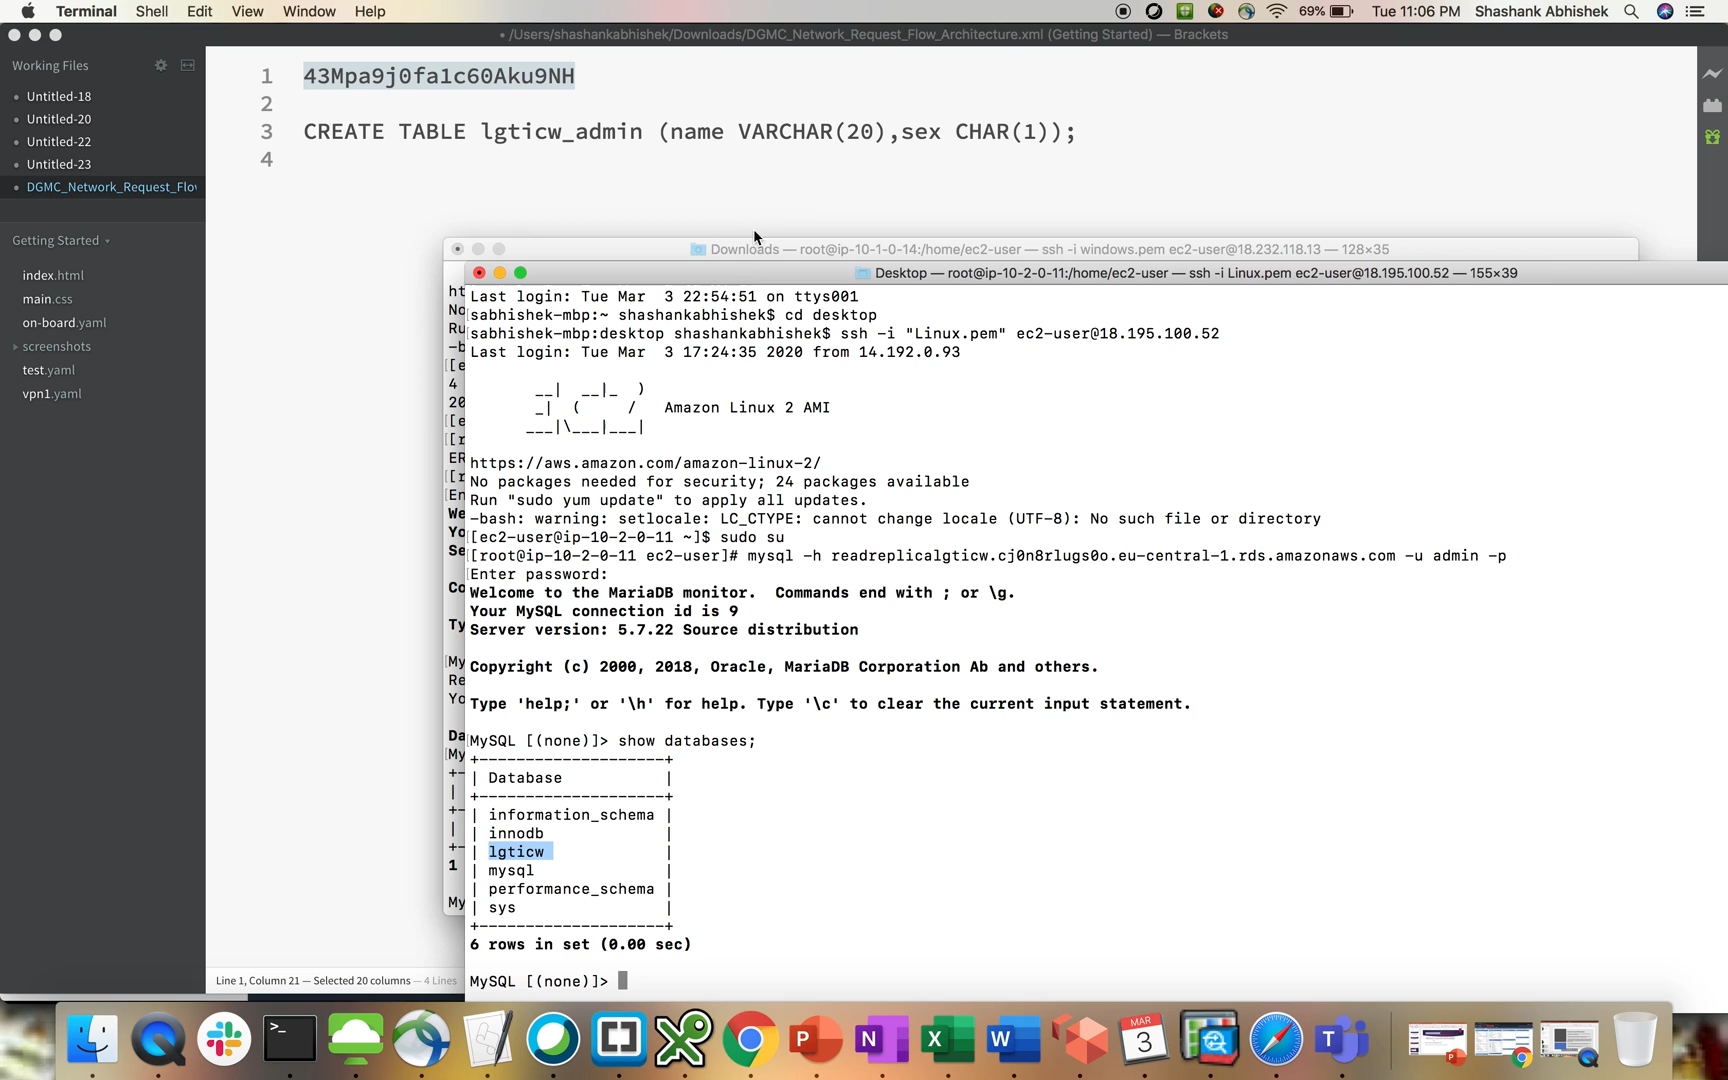 Terminal Shell Edit View Window Help 69% Tue 11:06 PM Shashank Abhishek
• /Users/shashankabhishek/Downloads/DGMC_Network_Request_Flow_Architecture.xml (Getting Started) — Brackets
Working Files
Untitled-18
Untitled-20
Untitled-22
Untitled-23
DGMC_Network_Request_Flo
Getting Started
index.html
main.css
on-board.yaml
screenshots
test.yaml
vpn1.yaml
1 43Mpa9j0fa1c60Aku9NH
2
3 CREATE TABLE lgticw_admin (name VARCHAR(20),sex CHAR(1));
4
Downloads — root@ip-10-1-0-14:/home/ec2-user — ssh -i windows.pem ec2-user@18.232.118.13 — 128×35
Desktop — root@ip-10-2-0-11:/home/ec2-user — ssh -i Linux.pem ec2-user@18.195.100.52 — 155×39
Last login: Tue Mar  3 22:54:51 on ttys001
sabhishek-mbp:~ shashankabhishek$ cd desktop
[sabhishek-mbp:desktop shashankabhishek$ ssh -i "Linux.pem" ec2-user@18.195.100.52
Last login: Tue Mar  3 17:24:35 2020 from 14.192.0.93
__|  __|_  )
_|  (     /   Amazon Linux 2 AMI
___|\___|___|
https://aws.amazon.com/amazon-linux-2/
No packages needed for security; 24 packages available
Run "sudo yum update" to apply all updates.
-bash: warning: setlocale: LC_CTYPE: cannot change locale (UTF-8): No such file or directory
[[ec2-user@ip-10-2-0-11 ~]$ sudo su
[[root@ip-10-2-0-11 ec2-user]# mysql -h readreplicalgticw.cj0n8rlugs0o.eu-central-1.rds.amazonaws.com -u admin -p
[Enter password:
Welcome to the MariaDB monitor.  Commands end with ; or \g.
Your MySQL connection id is 9
Server version: 5.7.22 Source distribution
Copyright (c) 2000, 2018, Oracle, MariaDB Corporation Ab and others.
Type 'help;' or '\h' for help. Type '\c' to clear the current input statement.
[MySQL [(none)]> show databases;
+--------------------+
| Database           |
+--------------------+
| information_schema |
| innodb             |
| lgticw             |
| mysql              |
| performance_schema |
| sys                |
+--------------------+
6 rows in set (0.00 sec)
MySQL [(none)]>
Line 1, Column 21 — Selected 20 columns — 4 Lines
MAR
3